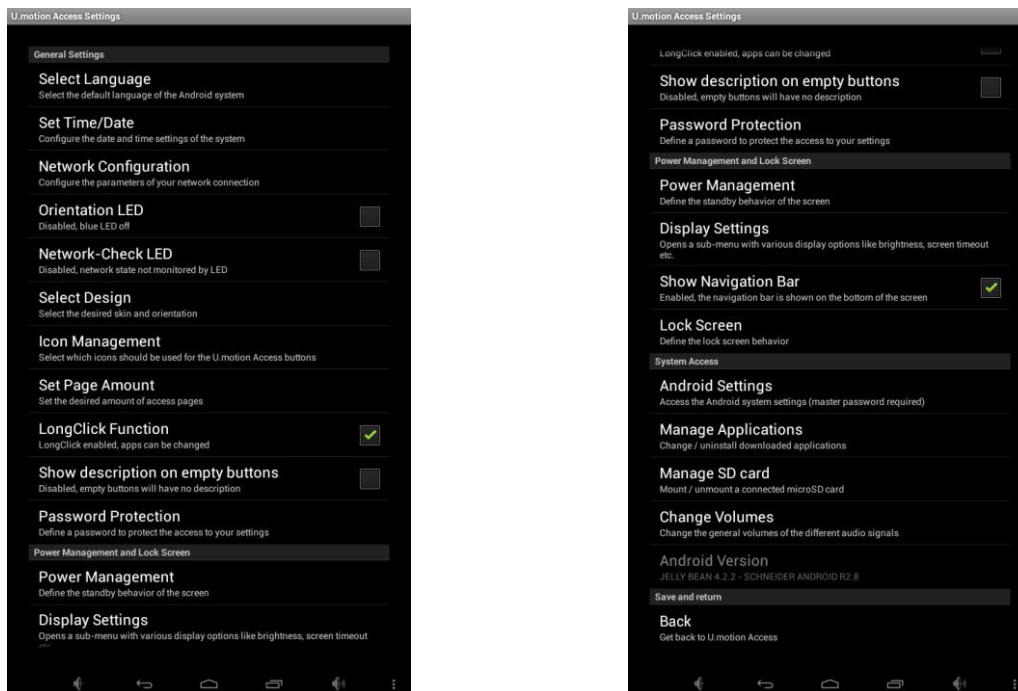 U.motion Access Settings
General Settings
Select Language
Select the default language of the Android system
Set Time/Date
Configure the date and time settings of the system
Network Configuration
Configure the parameters of your network connection
Orientation LED
Disabled, blue LED off
Network-Check LED
Disabled, network state not monitored by LED
Select Design
Select the desired skin and orientation
Icon Management
Select which icons should be used for the U.motion Access buttons
Set Page Amount
Set the desired amount of access pages
LongClick Function
LongClick enabled, apps can be changed
Show description on empty buttons
Disabled, empty buttons will have no description
Password Protection
Define a password to protect the access to your settings
Power Management and Lock Screen
Power Management
Define the standby behavior of the screen
Display Settings
Opens a sub-menu with various display options like brightness, screen timeout
U.motion Access Settings
LongClick enabled, apps can be changed
Show description on empty buttons
Disabled, empty buttons will have no description
Password Protection
Define a password to protect the access to your settings
Power Management and Lock Screen
Power Management
Define the standby behavior of the screen
Display Settings
Opens a sub-menu with various display options like brightness, screen timeout
etc.
Show Navigation Bar
Enabled, the navigation bar is shown on the bottom of the screen
Lock Screen
Define the lock screen behavior
System Access
Android Settings
Access the Android system settings (master password required)
Manage Applications
Change / uninstall downloaded applications
Manage SD card
Mount / unmount a connected microSD card
Change Volumes
Change the general volumes of the different audio signals
Android Version
JELLY BEAN 4.2.2 - SCHNEIDER ANDROID R2.8
Save and return
Back
Get back to U.motion Access